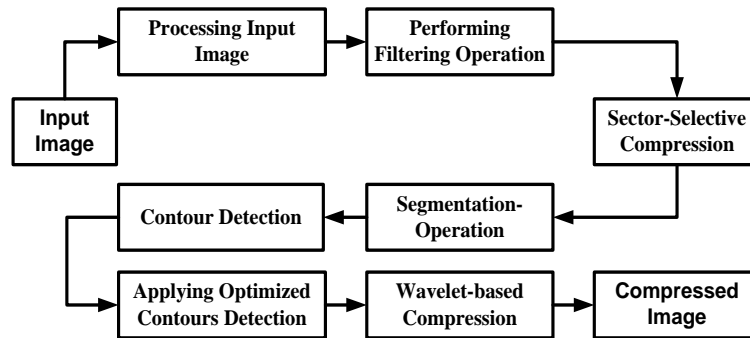 Input
Image
Processing Input
Image
Performing
Filtering Operation
Sector-Selective
Compression
Segmentation-
Operation
Contour Detection
Applying Optimized
Contours Detection
Wavelet-based
Compression
Compressed
Image